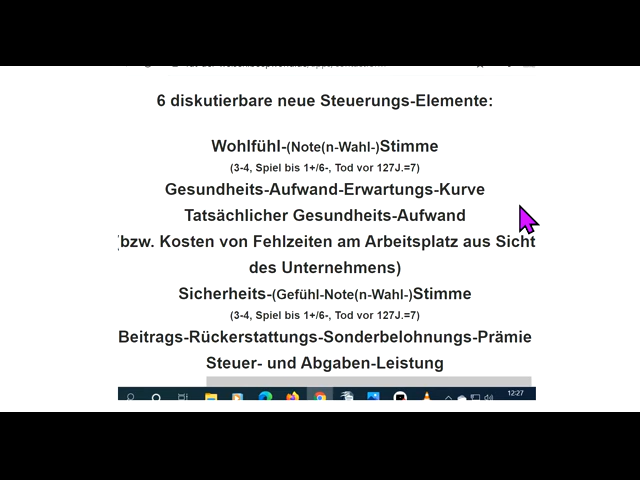 6 diskutierbare neue Steuerungs-Elemente:
Wohlfühl-(Note(n-Wahl-)Stimme
(3-4, Spiel bis 1+/6-, Tod vor 127J.=7)
Gesundheits-Aufwand-Erwartungs-Kurve
Tatsächlicher Gesundheits-Aufwand
(bzw. Kosten von Fehlzeiten am Arbeitsplatz aus Sicht
des Unternehmens)
Sicherheits-(Gefühl-Note(n-Wahl-)Stimme
(3-4, Spiel bis 1+/6-, Tod vor 127J.=7)
Beitrags-Rückerstattungs-Sonderbelohnungs-Prämie
Steuer- und Abgaben-Leistung
12:27